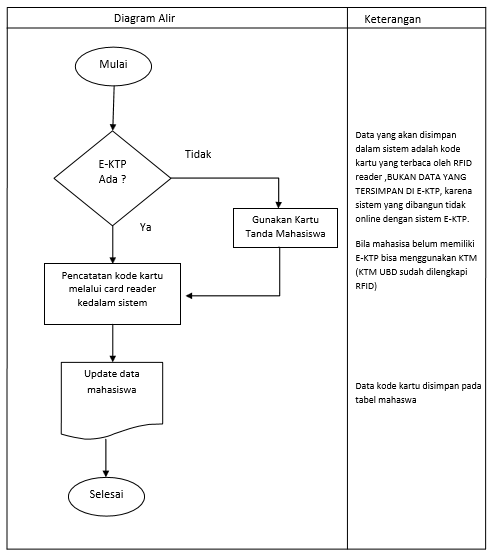 Diagram Alir
Keterangan
Mulai
E-KTP
Ada ?
Tidak
Ya
Gunakan Kartu
Tanda Mahasiswa
Pencatatan kode kartu
melalui card reader
kedalam sistem
Update data
mahasiswa
Selesai
Data yang akan disimpan
dalam sistem adalah kode
kartu yang terbaca oleh RFID
reader ,BUKAN DATA YANG
TERSIMPAN DI E-KTP, karena
sistem yang dibangun tidak
online dengan sistem E-KTP.
Bila mahasisa belum memiliki
E-KTP bisa menggunakan KTM
(KTM UBD sudah dilengkapi
RFID)
Data kode kartu disimpan pada
tabel mahaswa